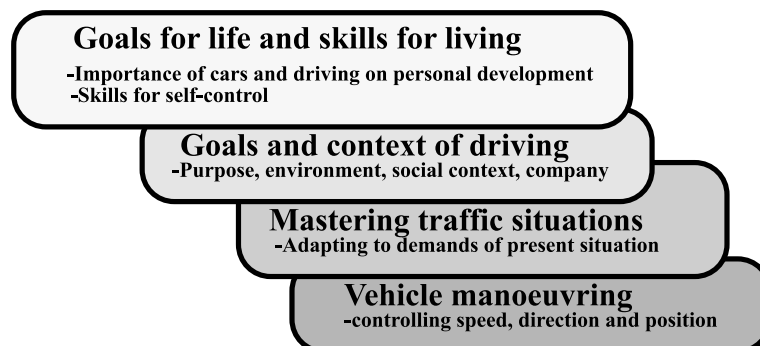 Goals for life and skills for living
-Importance of cars and driving on personal development
-Skills for self-control
Goals and context of driving
-Purpose, environment, social context, company
Mastering traffic situations
-Adapting to demands of present situation
Vehicle manoeuvring
-controlling speed, direction and position